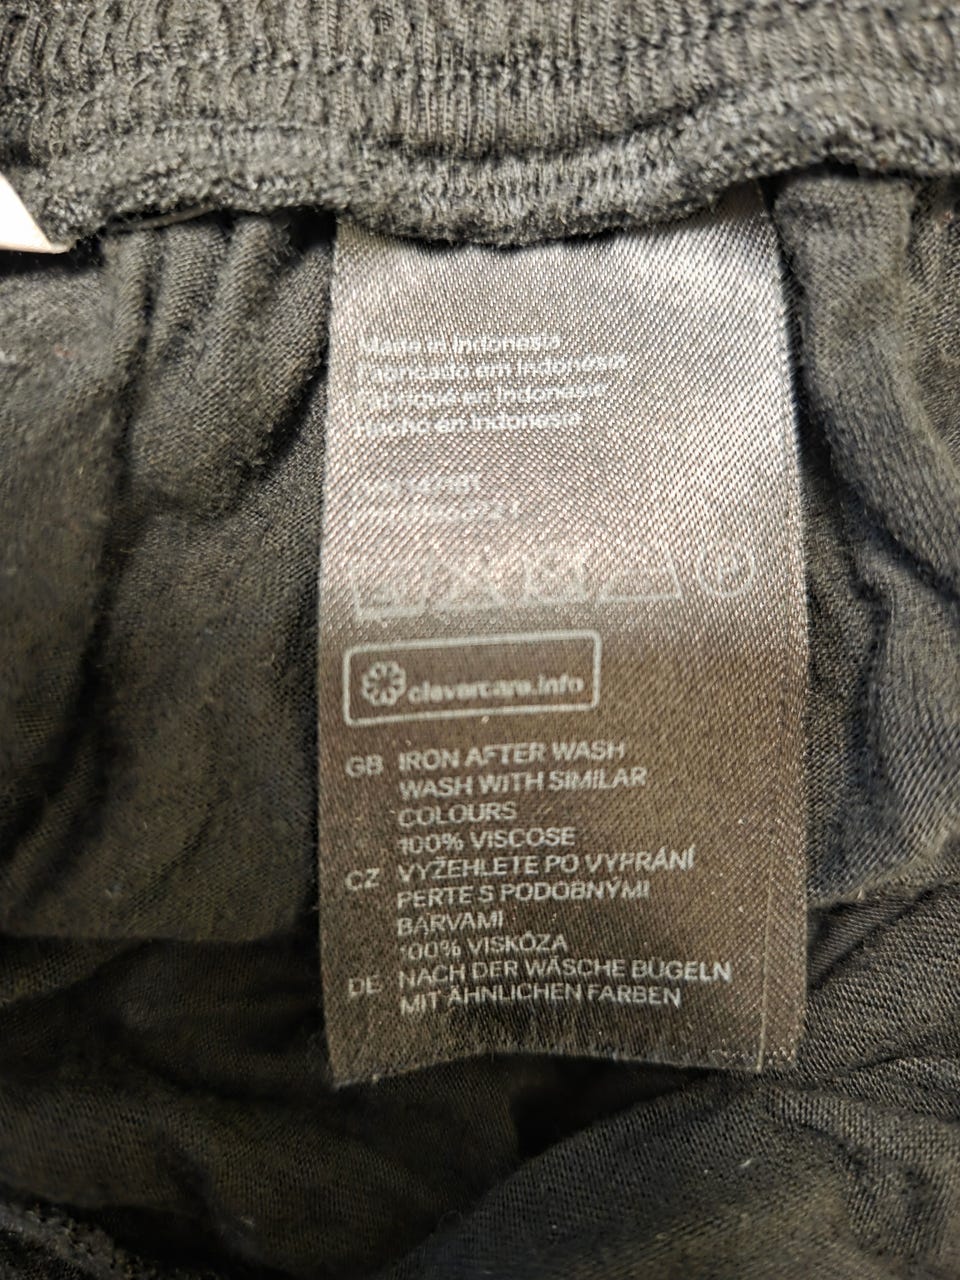 Made in Indonesia
Fabricado em Indonésia
Fabriqué en Indonésie
Hecho en Indonesia
P
clevercare.info
GB IRON AFTER WASH
WASH WITH SIMILAR
COLOURS
100% VISCOSE
CZ VYŽEHLETE PO VYPRÁNÍ
PERTE S PODOBNÝMI
BARVAMI
100% VISKÓZA
DE NACH DER WÄSCHE BÜGELN
MIT ÄHNLICHEN FARBEN